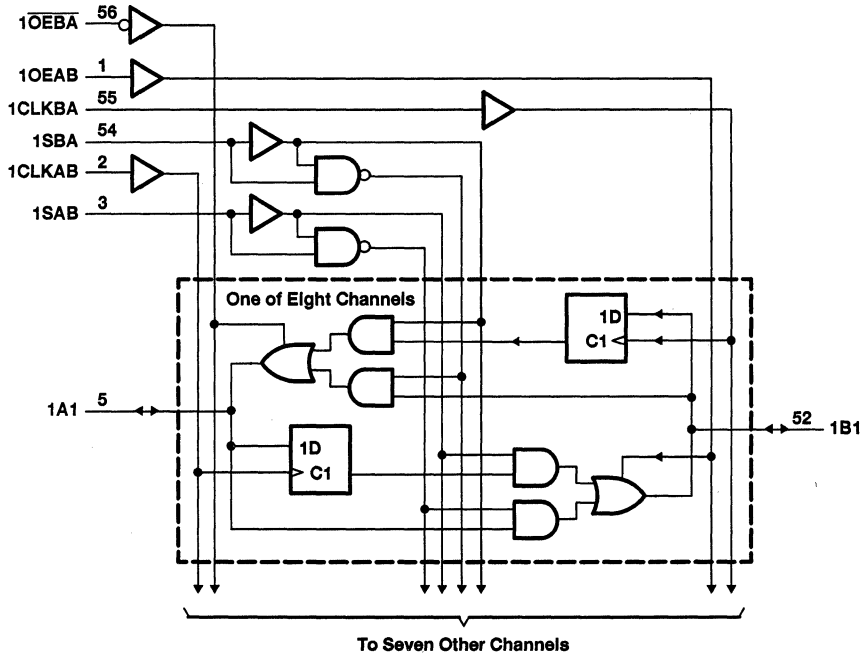 1O̅E̅B̅A̅ 56
1OEAB 1
1CLKBA 55
1SBA 54
1CLKAB 2
1SAB 3
One of Eight Channels
1D
C1
1A1 5
52 1B1
1D
C1
To Seven Other Channels